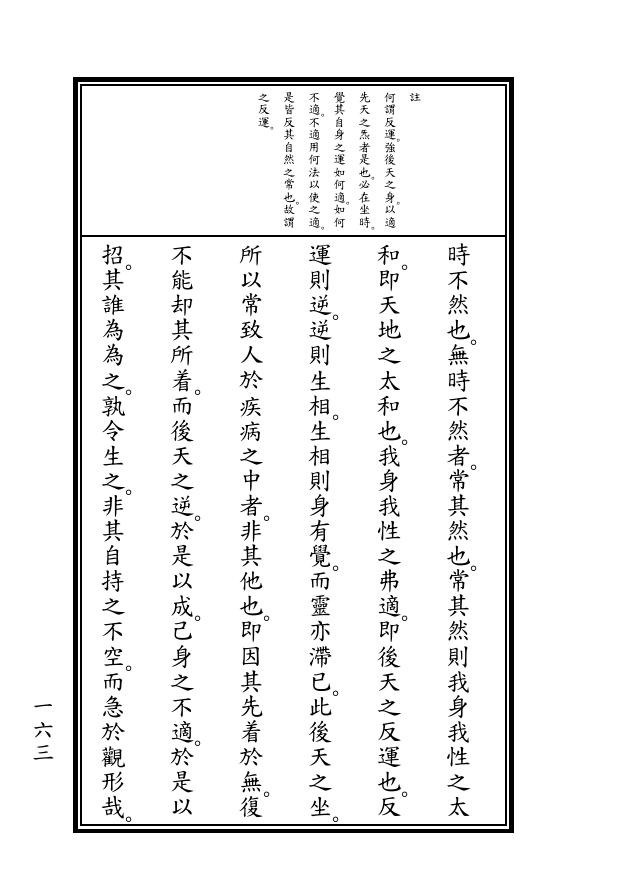 註
何謂反運。強後天之身。以適
先天之炁者是也。必在坐時。
覺其自身之運如何適。如何
不適。不適用何法以使之適。
是皆反其自然之常也。故謂
之反運。
時不然也。無時不然者。常其然也。常其然則我身我性之太
和。即天地之太和也。我身我性之弗適。即後天之反運也。反
運則逆。逆則生相。生相則身有覺。而靈亦滯已。此後天之坐。
所以常致人於疾病之中者。非其他也。即因其先着於無。復
不能却其所着。而後天之逆。於是以成。己身之不適。於是以
招。其誰為為之。孰令生之。非其自持之不空。而急於觀形哉。
一六三